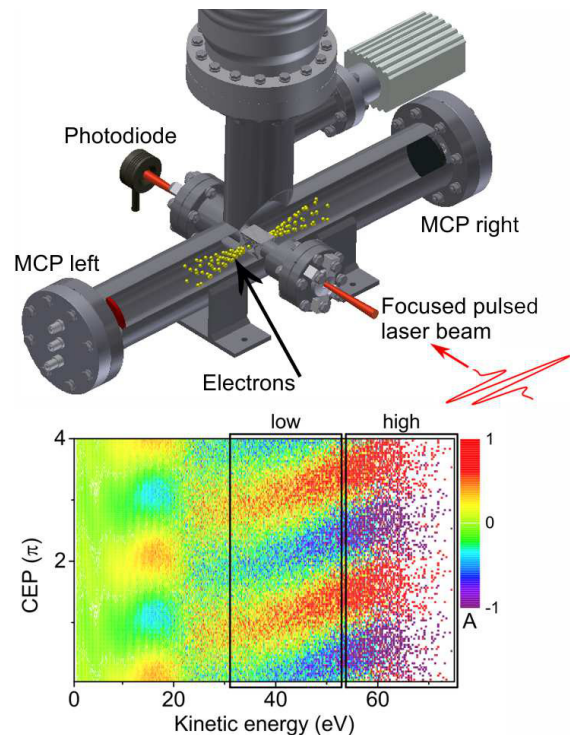 Photodiode
MCP right
MCP left
Focused pulsed
laser beam
Electrons
low
high
4
2
0
CEP (π)
0
20
40
60
Kinetic energy (eV)
1
0
-1
A